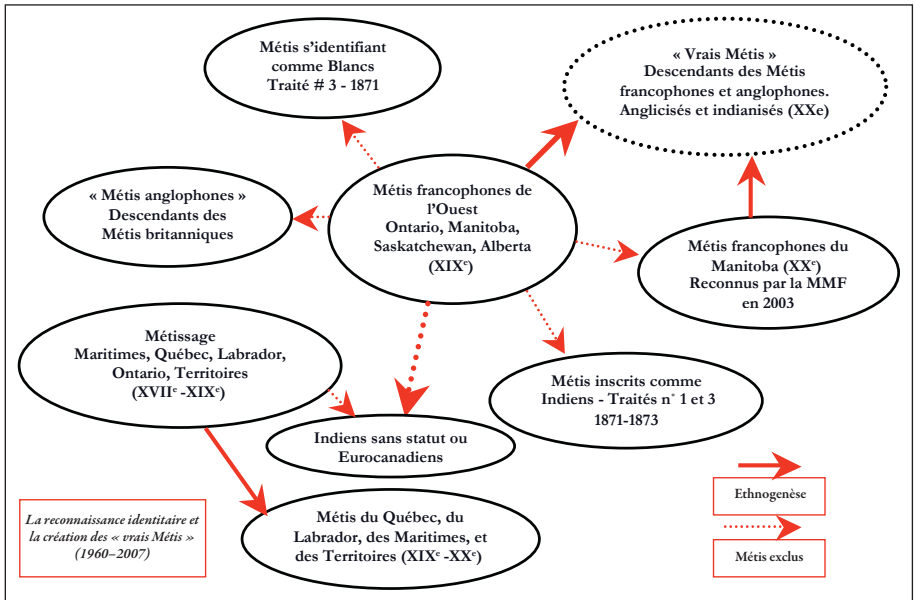 Métis s'identifiant
comme Blancs
Traité # 3 - 1871
« Vrais Métis »
Descendants des Métis
francophones et anglophones.
Anglicisés et indianisés (XXe)
« Métis anglophones »
Descendants des
Métis britanniques
Métis francophones de
l'Ouest
Ontario, Manitoba,
Saskatchewan, Alberta
(XIXᵉ)
Métis francophones du
Manitoba (XXᵉ)
Reconnus par la MMF
en 2003
Métissage
Maritimes, Québec, Labrador,
Ontario, Territoires
(XVIIᵉ -XIXᵉ)
Métis inscrits comme
Indiens - Traités n° 1 et 3
1871-1873
Indiens sans statut ou
Eurocanadiens
Métis du Québec, du
Labrador, des Maritimes, et
des Territoires (XIXᵉ -XXᵉ)
La reconnaissance identitaire et
la création des « vrais Métis »
(1960–2007)
Ethnogenèse
Métis exclus